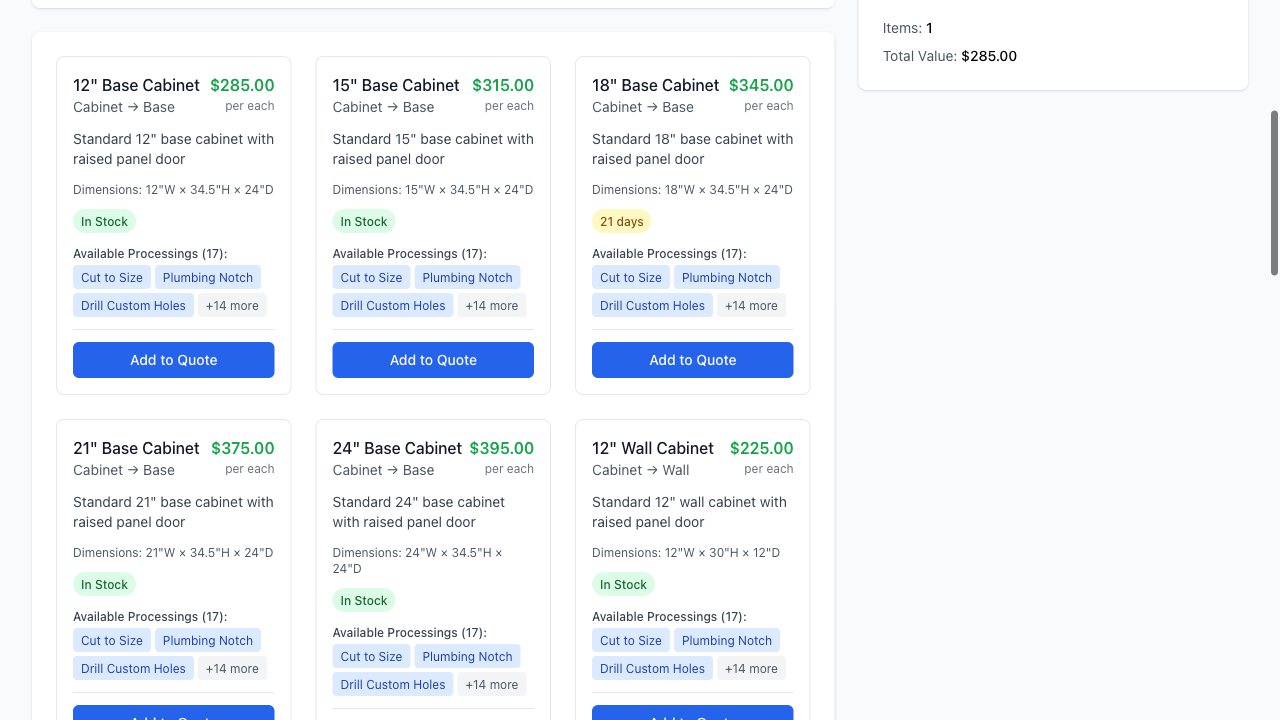 Items: 1
Total Value: $285.00
12" Base Cabinet $285.00
Cabinet → Base per each
Standard 12" base cabinet with
raised panel door
Dimensions: 12"W × 34.5"H × 24"D
In Stock
Available Processings (17):
Cut to Size Plumbing Notch
Drill Custom Holes +14 more
Add to Quote
15" Base Cabinet $315.00
Cabinet → Base per each
Standard 15" base cabinet with
raised panel door
Dimensions: 15"W × 34.5"H × 24"D
In Stock
Available Processings (17):
Cut to Size Plumbing Notch
Drill Custom Holes +14 more
Add to Quote
18" Base Cabinet $345.00
Cabinet → Base per each
Standard 18" base cabinet with
raised panel door
Dimensions: 18"W × 34.5"H × 24"D
21 days
Available Processings (17):
Cut to Size Plumbing Notch
Drill Custom Holes +14 more
Add to Quote
21" Base Cabinet $375.00
Cabinet → Base per each
Standard 21" base cabinet with
raised panel door
Dimensions: 21"W × 34.5"H × 24"D
In Stock
Available Processings (17):
Cut to Size Plumbing Notch
Drill Custom Holes +14 more
Add to Quote
24" Base Cabinet $395.00
Cabinet → Base per each
Standard 24" base cabinet
with raised panel door
Dimensions: 24"W × 34.5"H ×
24"D
In Stock
Available Processings (17):
Cut to Size Plumbing Notch
Drill Custom Holes +14 more
12" Wall Cabinet $225.00
Cabinet → Wall per each
Standard 12" wall cabinet with
raised panel door
Dimensions: 12"W × 30"H × 12"D
In Stock
Available Processings (17):
Cut to Size Plumbing Notch
Drill Custom Holes +14 more
Add to Quote